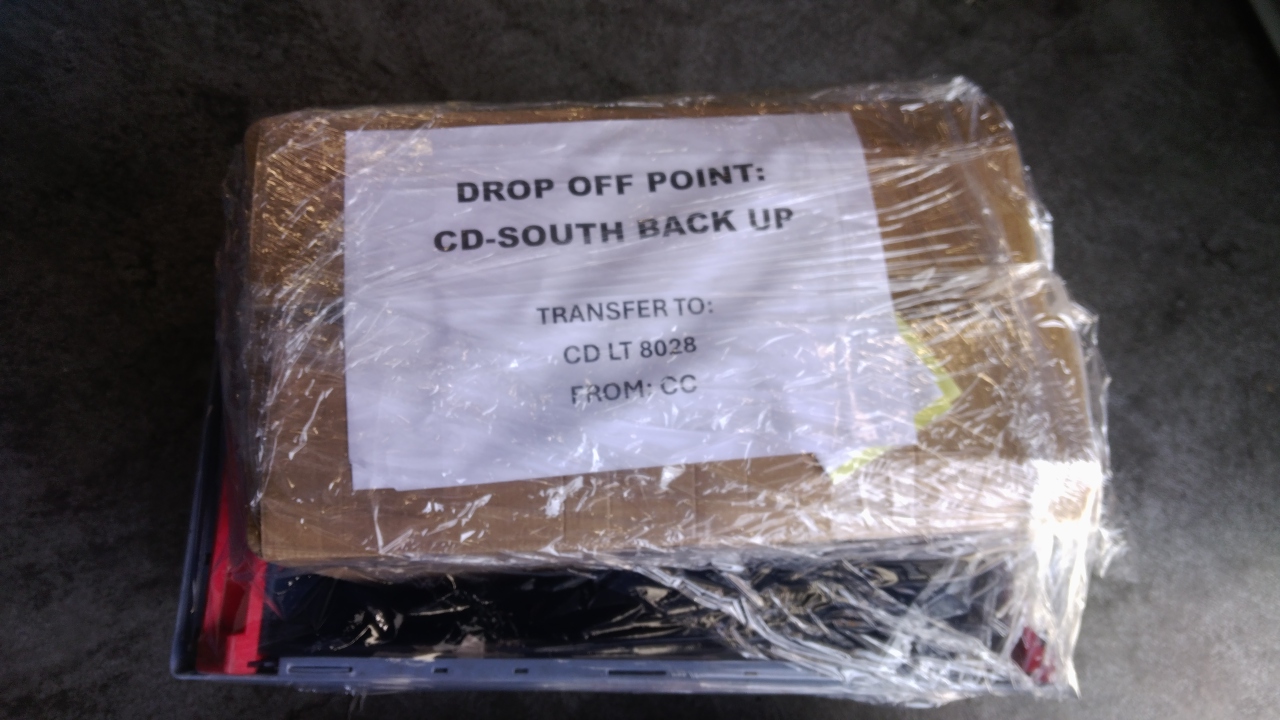 DROP OFF POINT:
CD-SOUTH BACK UP
TRANSFER TO:
CD LT 8028
FROM: CC